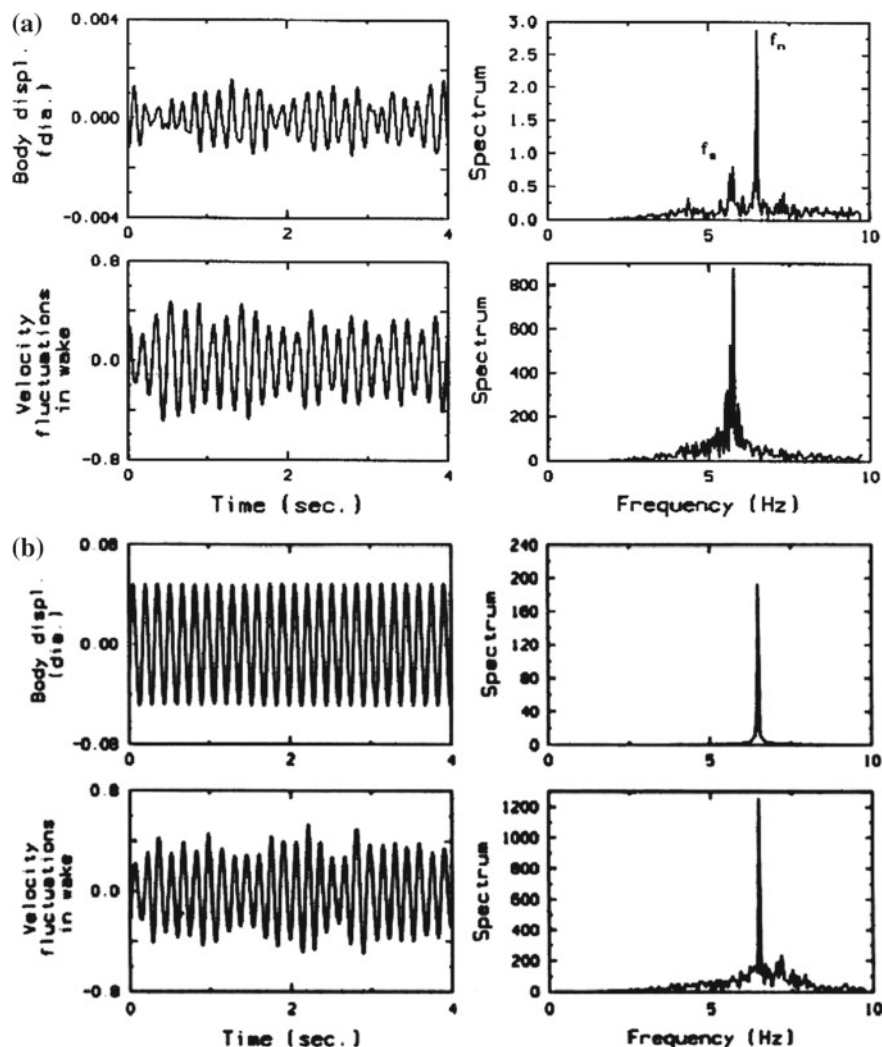 (a)
0.004
0.000
-0.004
Body displ.
(dia.)
0
2
4
3.0
2.5
2.0
1.5
1.0
0.5
0.0
Spectrum
f_s
f_n
0
5
10
0.8
0.0
-0.8
Velocity
fluctuations
in wake
0
2
4
Time (sec.)
800
600
400
200
0
Spectrum
0
5
10
Frequency (Hz)
(b)
0.08
0.00
-0.08
Body displ.
(dia.)
0
2
4
240
200
160
120
80
40
0
Spectrum
0
5
10
0.8
0.0
-0.8
Velocity
fluctuations
in wake
0
2
4
Time (sec.)
1200
1000
800
600
400
200
0
Spectrum
0
5
10
Frequency (Hz)